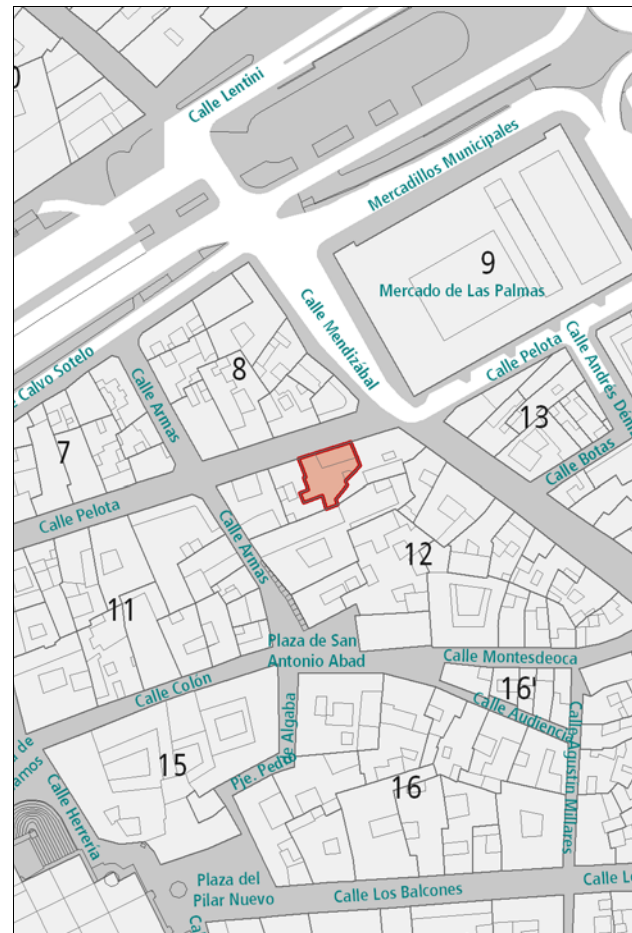 Calle Lentini
Mercadillos Municipales
9
Mercado de Las Palmas
Calle Mendizábal
Calle Pelota
Calle Andrés
Calvo Sotelo
8
Calle Armas
13
7
Calle Botas
Calle Pelota
Calle Armas
12
11
Plaza de San
Antonio Abad
Calle Montesdeoca
Calle Colón
16'
Calle Audiencia
Calle Agustín Millares
de Algaba
Pje. Pedro
15
16
Calle Herrería
Plaza del
Pilar Nuevo
Calle Los Balcones
Calle